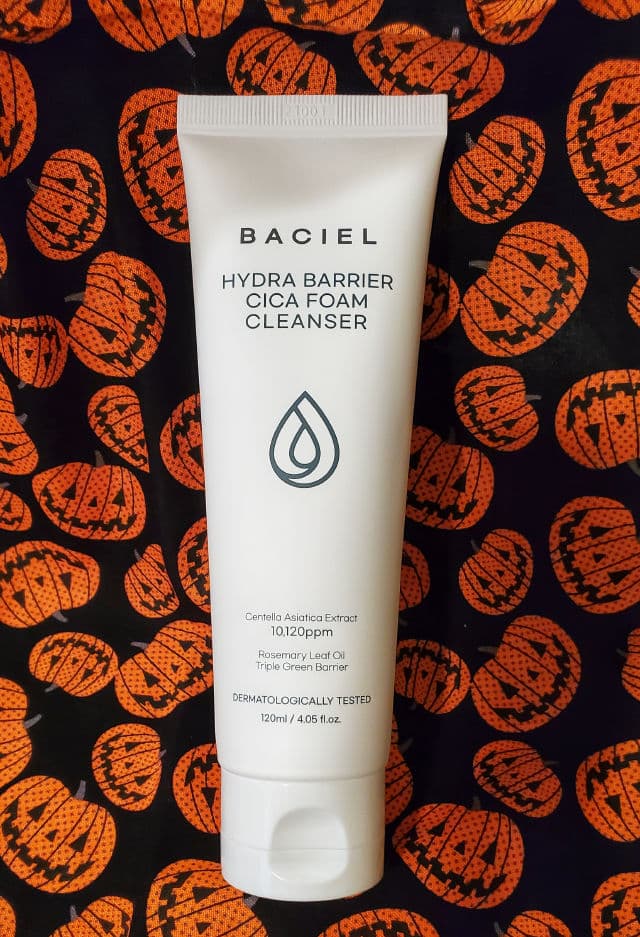 BACIEL
HYDRA BARRIER
CICA FOAM
CLEANSER
Centella Asiatica Extract
10,120ppm
Rosemary Leaf Oil
Triple Green Barrier
DERMATOLOGICALLY TESTED
120ml / 4.05 fl.oz.